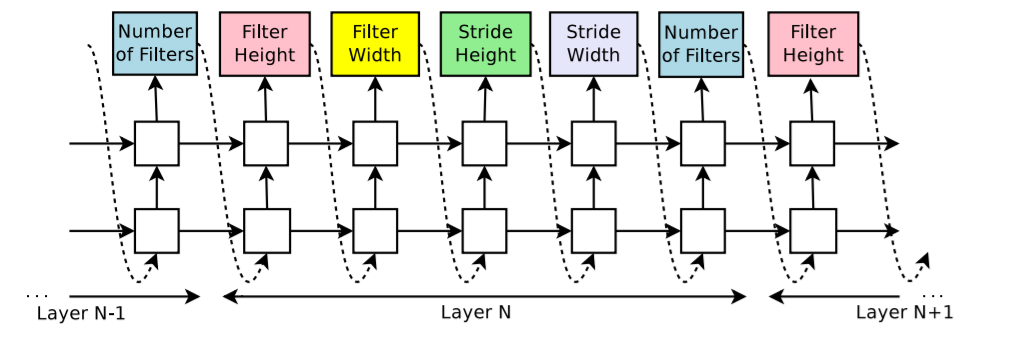 Number
of Filters
Filter
Height
Filter
Width
Stride
Height
Stride
Width
Number
of Filters
Filter
Height
...
Layer N-1
Layer N
...
Layer N+1